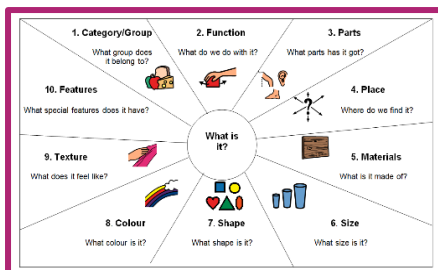 1. Category/Group
What group does
it belong to?
2. Function
What do we do with it?
3. Parts
What parts has it got?
4. Place
Where do we find it?
5. Materials
What is it made of?
6. Size
What size is it?
7. Shape
What shape is it?
8. Colour
What colour is it?
9. Texture
What does it feel like?
10. Features
What special features does it have?
What is
it?
?